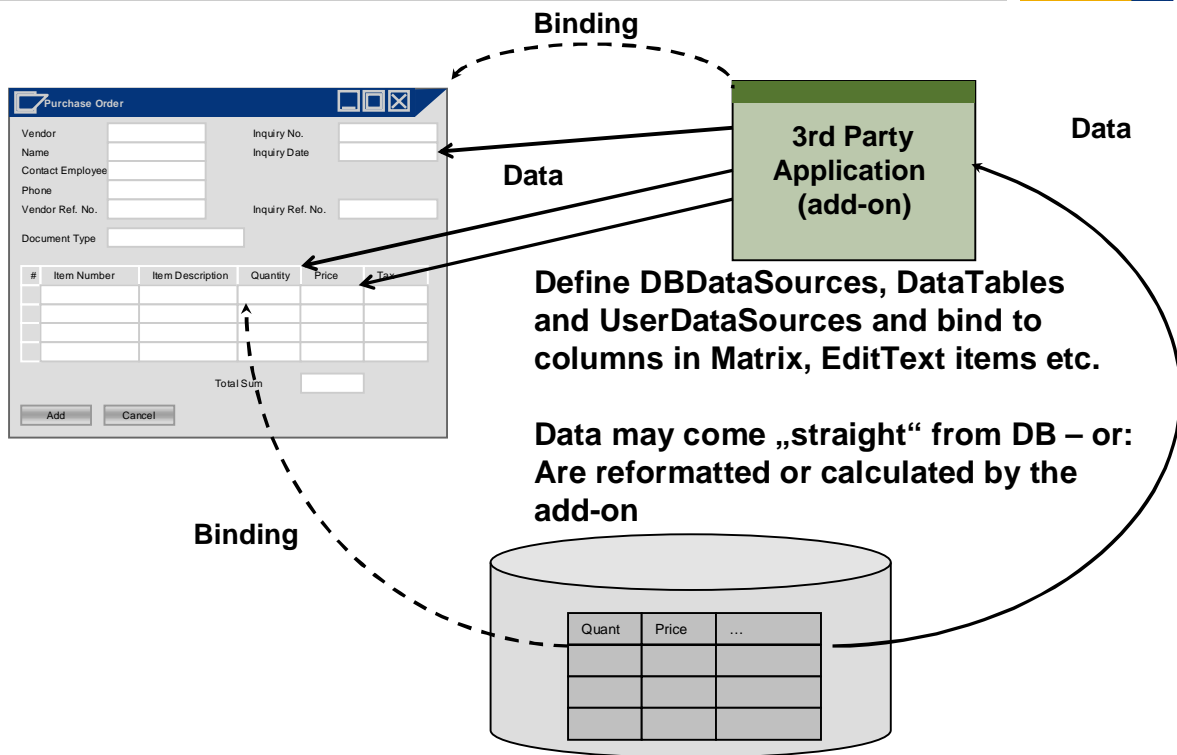 Binding
Purchase Order
Vendor
Inquiry No.
Name
Inquiry Date
Contact Employee
Phone
Vendor Ref. No.
Inquiry Ref. No.
Document Type
# Item Number Item Description Quantity Price Tax
Total Sum
Add Cancel
Data
3rd Party
Application
(add-on)
Data
Define DBDataSources, DataTables
and UserDataSources and bind to
columns in Matrix, EditText items etc.
Data may come „straight“ from DB – or:
Are reformatted or calculated by the
add-on
Binding
Quant Price …